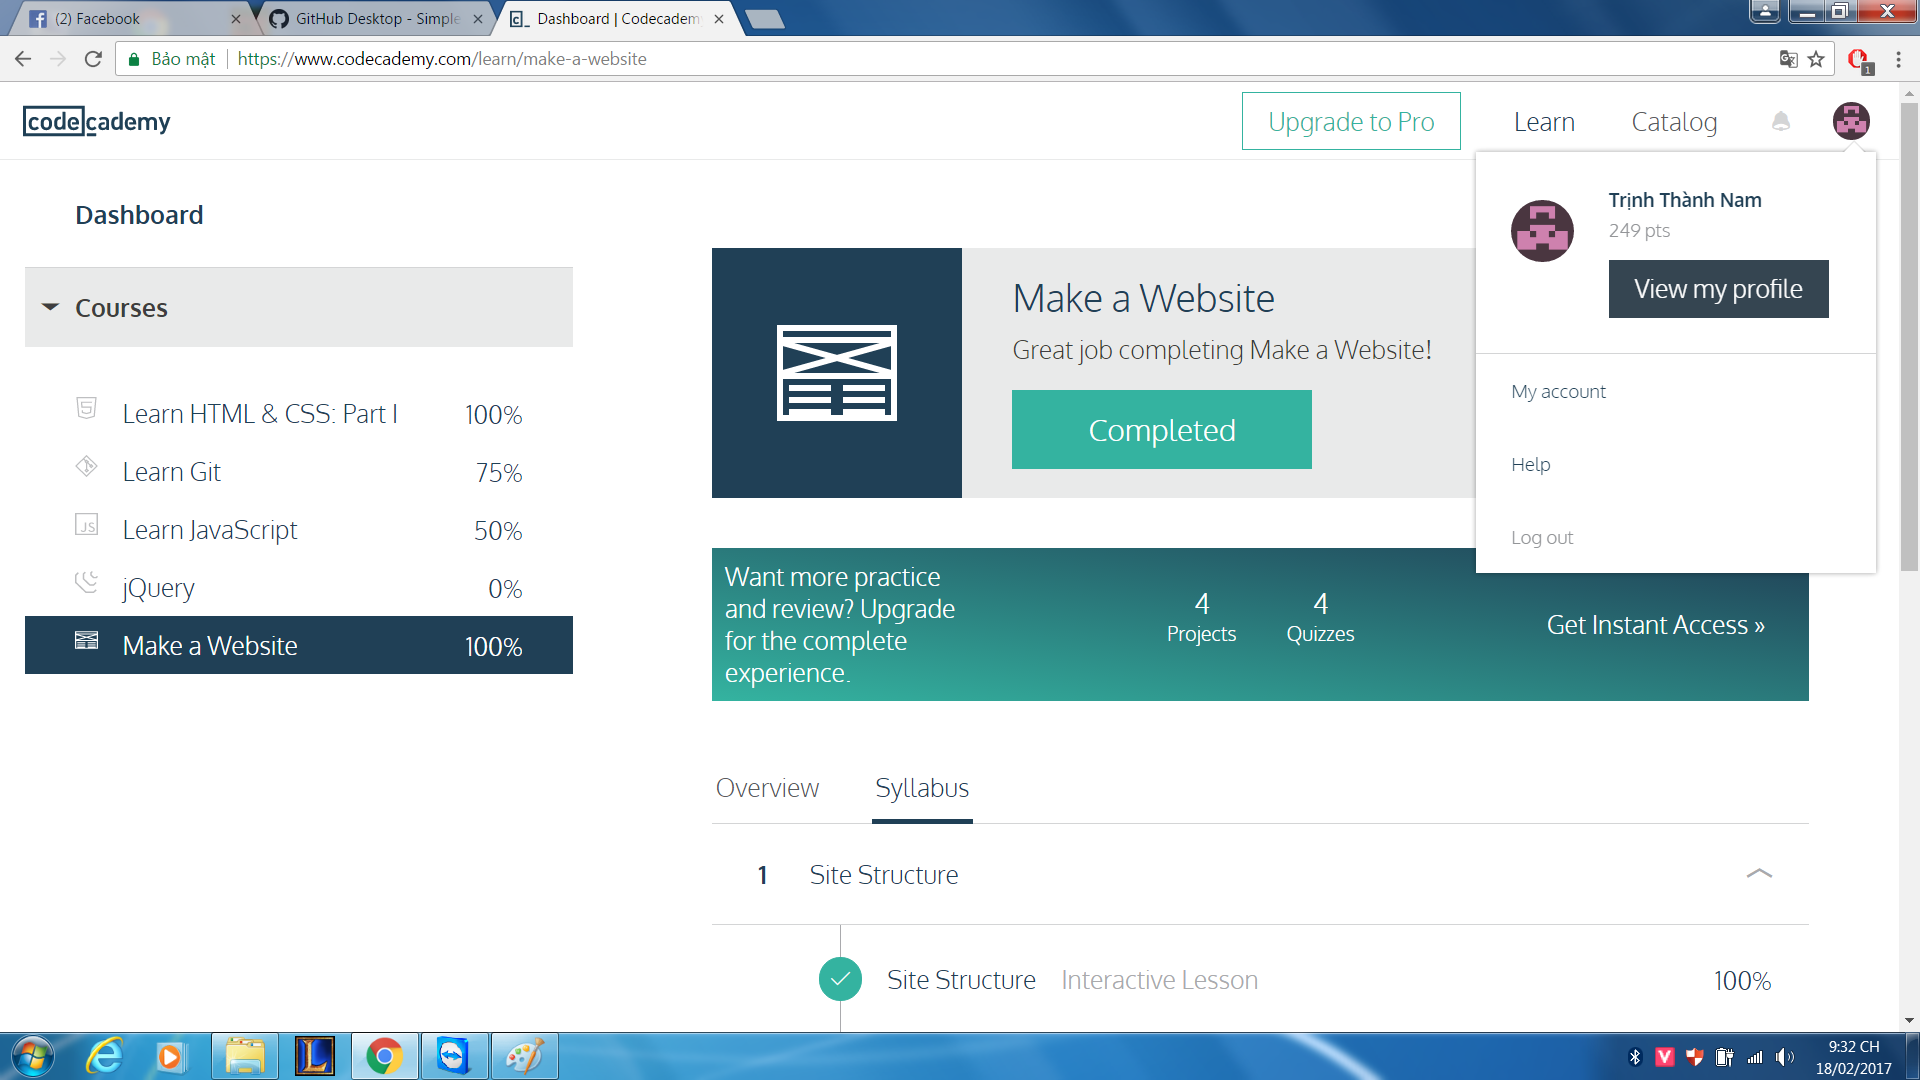 (2) Facebook
GitHub Desktop - Simple
Dashboard | Codecadem
Bảo mật
https://www.codecademy.com/learn/make-a-website
1
codecademy
Upgrade to Pro
Learn
Catalog
Trịnh Thành Nam
249 pts
View my profile
My account
Help
Log out
Dashboard
Courses
Learn HTML & CSS: Part I 100%
Learn Git 75%
JS Learn JavaScript 50%
jQuery 0%
Make a Website 100%
Make a Website
Great job completing Make a Website!
Completed
Want more practice
and review? Upgrade
for the complete
experience.
4
Projects
4
Quizzes
Get Instant Access »
Overview
Syllabus
1 Site Structure
Site Structure Interactive Lesson 100%
9:32 CH
18/02/2017